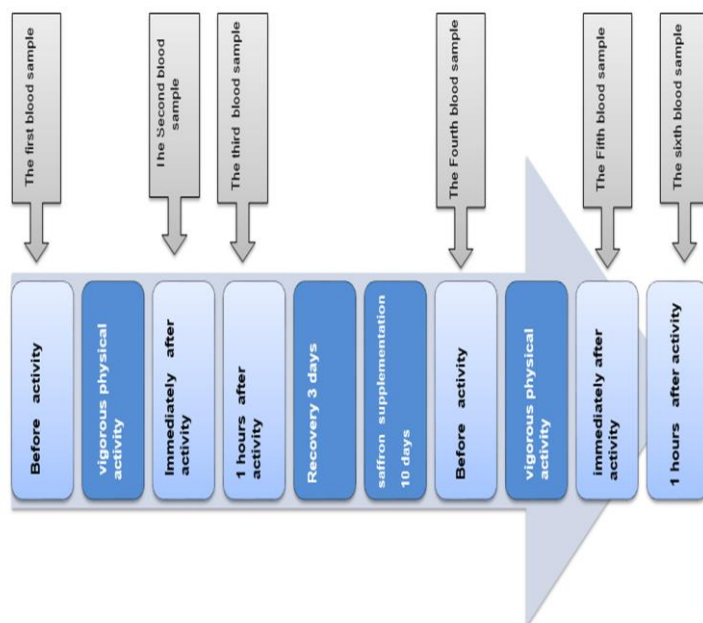 The first blood sample
The Second blood
sample
The third blood sample
The Fourth blood sample
The Fifth blood sample
The sixth blood sample
Before activity
vigorous physical
activity
Immediately after
activity
1 hours after
activity
Recovery 3 days
saffron supplementation
10 days
Before activity
vigorous physical
activity
immediately after
activity
1 hours after activity